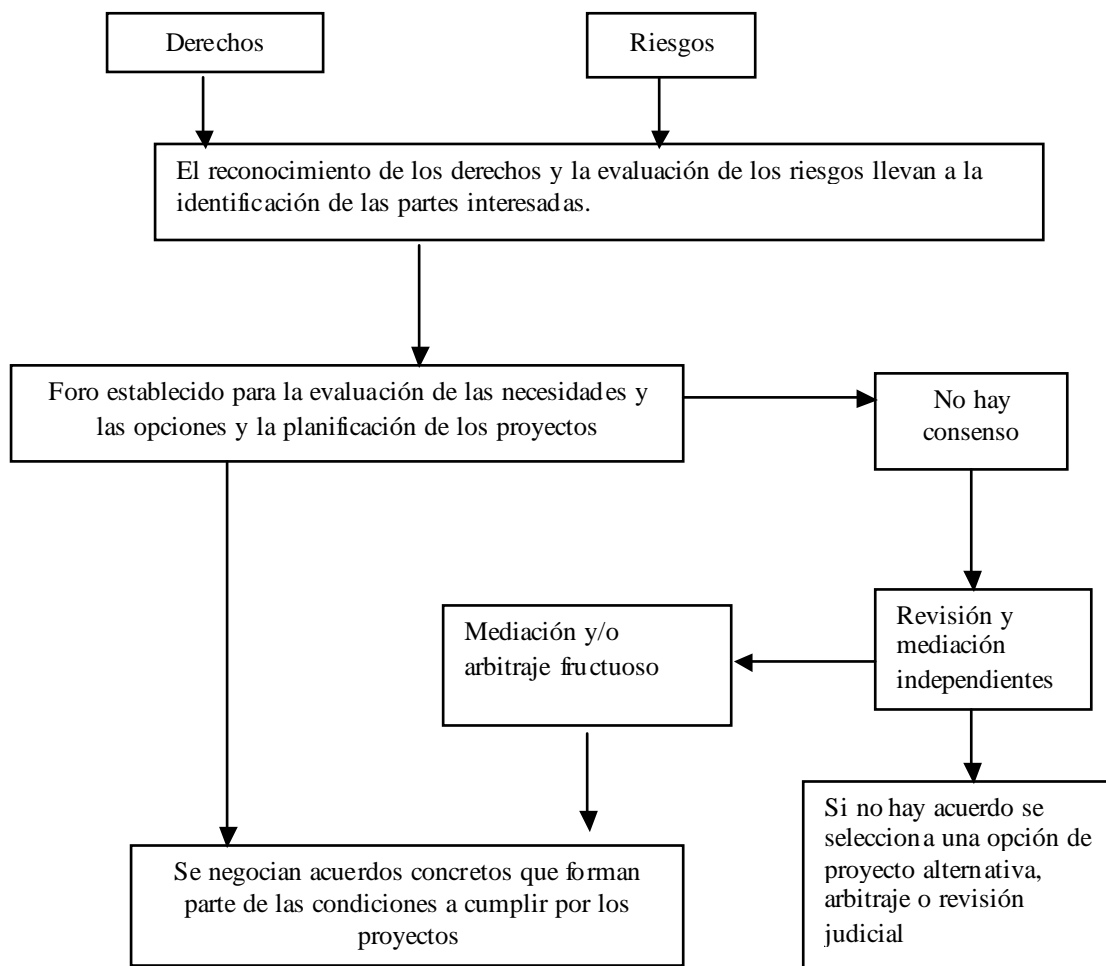 Derechos
Riesgos
El reconocimiento de los derechos y la evaluación de los riesgos llevan a la
identificación de las partes interesadas.
Foro establecido para la evaluación de las necesidades y
las opciones y la planificación de los proyectos
No hay
consenso
Mediación y/o
arbitraje fructuoso
Revisión y
mediación
independientes
Se negocian acuerdos concretos que forman
parte de las condiciones a cumplir por los
proyectos
Si no hay acuerdo se
selecciona una opción de
proyecto alternativa,
arbitraje o revisión
judicial